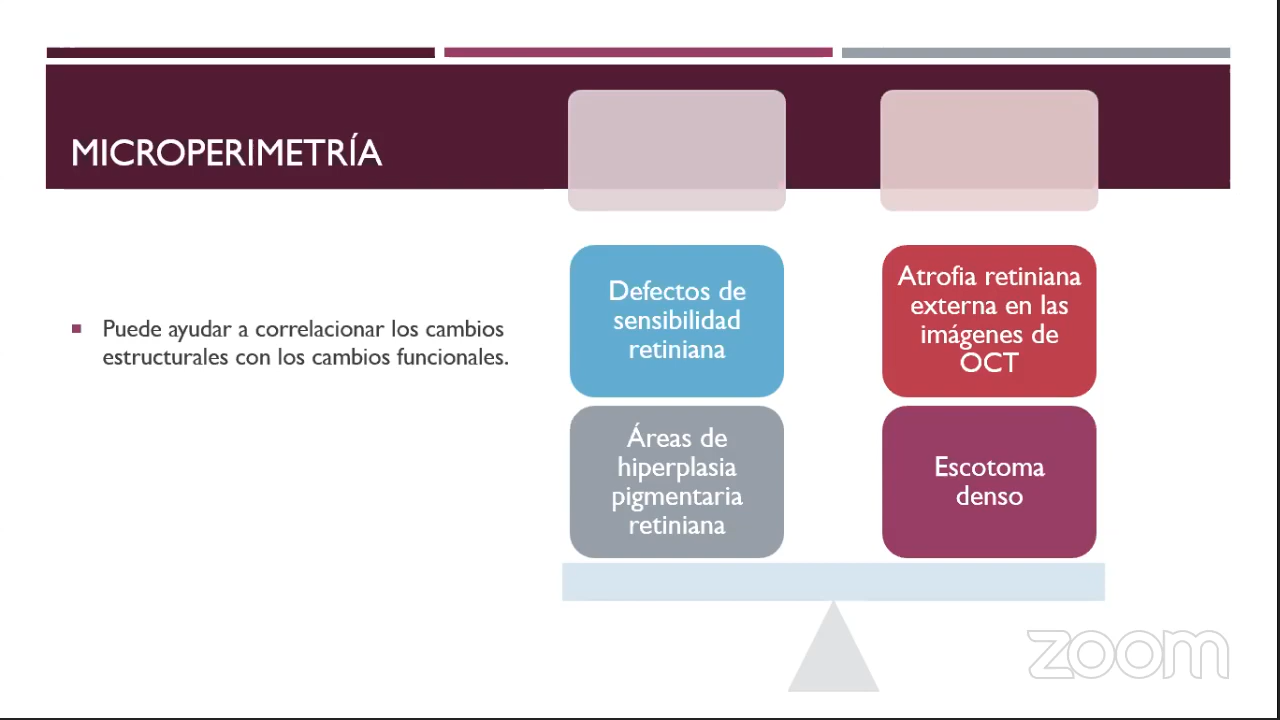 MICROPERIMETRÍA
Puede ayudar a correlacionar los cambios
estructurales con los cambios funcionales.
Defectos de
sensibilidad
retiniana
Atrofia retiniana
externa en las
imágenes de
OCT
Áreas de
hiperplasia
pigmentaria
retiniana
Escotoma
denso
zoom